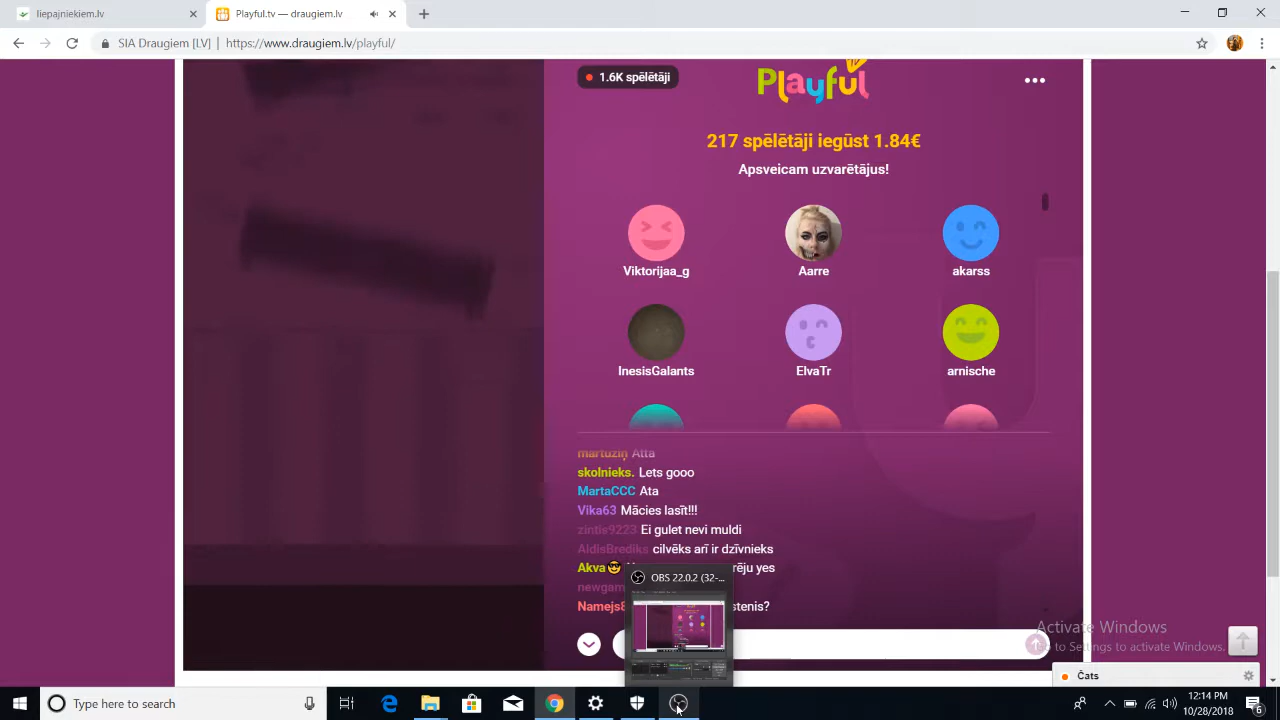 liepajniekiem.lv
Playful.tv — draugiem.lv
SIA Draugiem [LV]
https://www.draugiem.lv/playful/
1.6K spēlētāji
Playful
217 spēlētāji iegūst 1.84€
Apsveicam uzvarētājus!
Viktorijaa_g
Aarre
akarss
InesisGalants
ElvaTr
arnische
martuziņ Atta
skolnieks. Lets gooo
MartaCCC Ata
Vika63 Mācies lasīt!!!
zintis9223 Ei gulet nevi muldi
AldisBrediks cilvēks arī ir dzīvnieks
Akva😎 rēju yes
newgam
Namejs8 stenis?
OBS 22.0.2 (32-...
Activate Windows
to Settings to activate Windows.
Čats
Type here to search
12:14 PM
10/28/2018
6